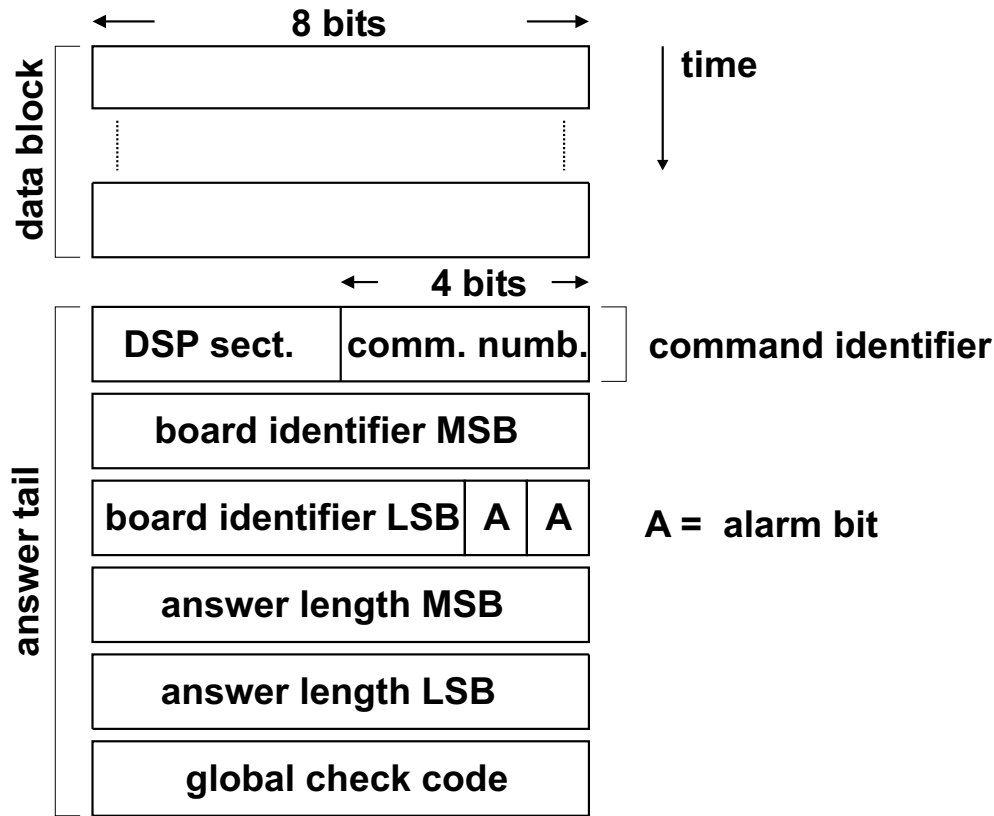 8 bits
time
data block
4 bits
DSP sect.
comm. numb.
command identifier
board identifier MSB
board identifier LSB
A
A
A = alarm bit
answer tail
answer length MSB
answer length LSB
global check code